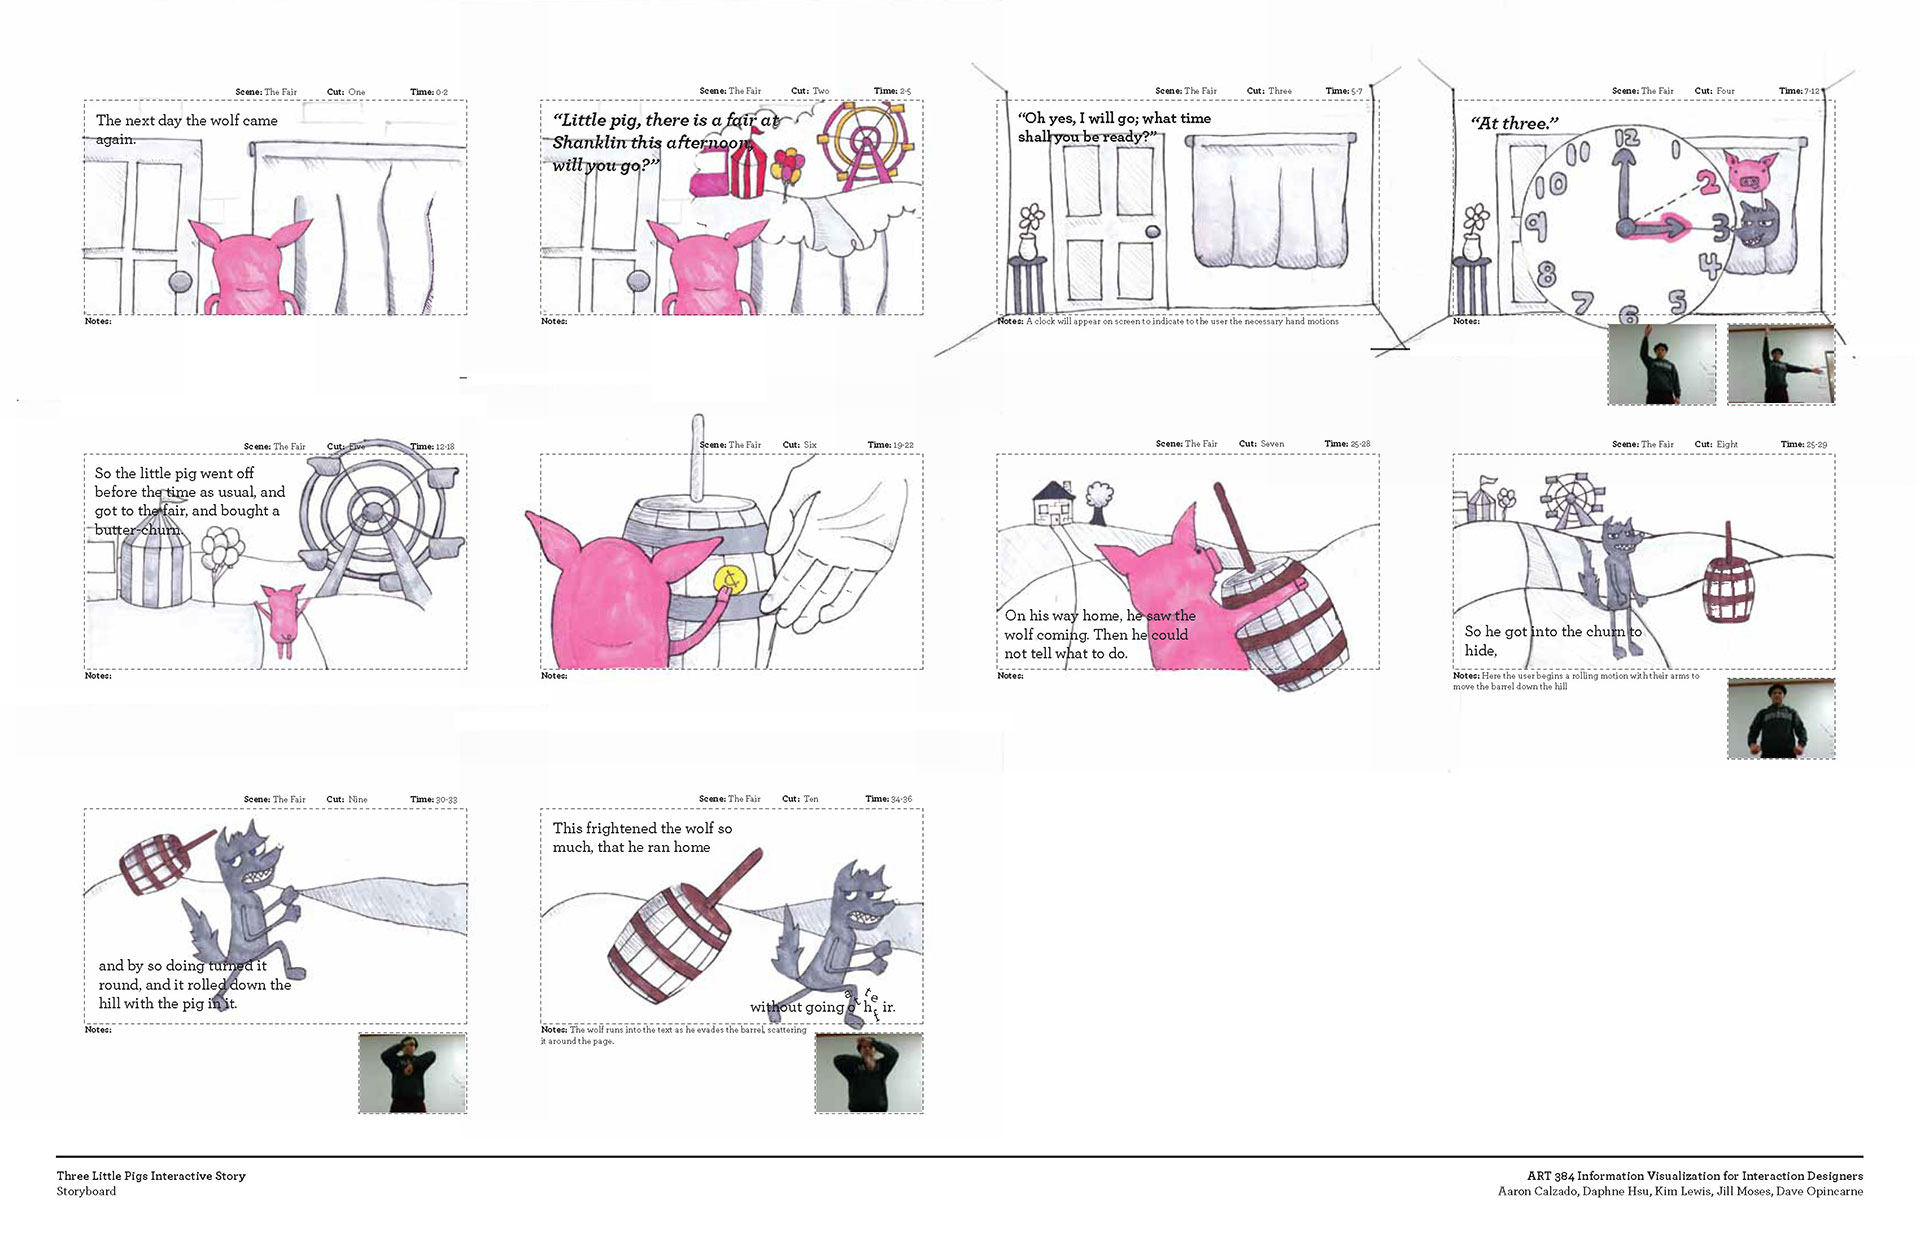 Scene: The Fair Cut: One Time: 0-2
The next day the wolf came
again.
Notes:
Scene: The Fair Cut: Two Time: 2-5
“Little pig, there is a fair at
Shanklin this afternoon,
will you go?”
Notes:
Scene: The Fair Cut: Three Time: 5-7
“Oh yes, I will go; what time
shall you be ready?”
Notes: A clock will appear on screen to indicate to the user the necessary hand motions
Scene: The Fair Cut: Four Time: 7-12
“At three.”
12
1
2
3
4
5
6
7
8
9
10
11
Notes:
Scene: The Fair Cut: Five Time: 12-18
So the little pig went off
before the time as usual, and
got to the fair, and bought a
butter-churn.
Notes:
Scene: The Fair Cut: Six Time: 19-22
¢
Notes:
Scene: The Fair Cut: Seven Time: 25-28
On his way home, he saw the
wolf coming. Then he could
not tell what to do.
Notes:
Scene: The Fair Cut: Eight Time: 25-29
So he got into the churn to
hide,
Notes: Here the user begins a rolling motion with their arms to
move the barrel down the hill
Scene: The Fair Cut: Nine Time: 30-33
and by so doing turned it
round, and it rolled down the
hill with the pig in it.
Notes:
Scene: The Fair Cut: Ten Time: 34-36
This frightened the wolf so
much, that he ran home
without going o a t t h e f ir.
Notes: The wolf runs into the text as he evades the barrel, scattering
it around the page.
Three Little Pigs Interactive Story
Storyboard
ART 384 Information Visualization for Interaction Designers
Aaron Calzado, Daphne Hsu, Kim Lewis, Jill Moses, Dave Opincarne